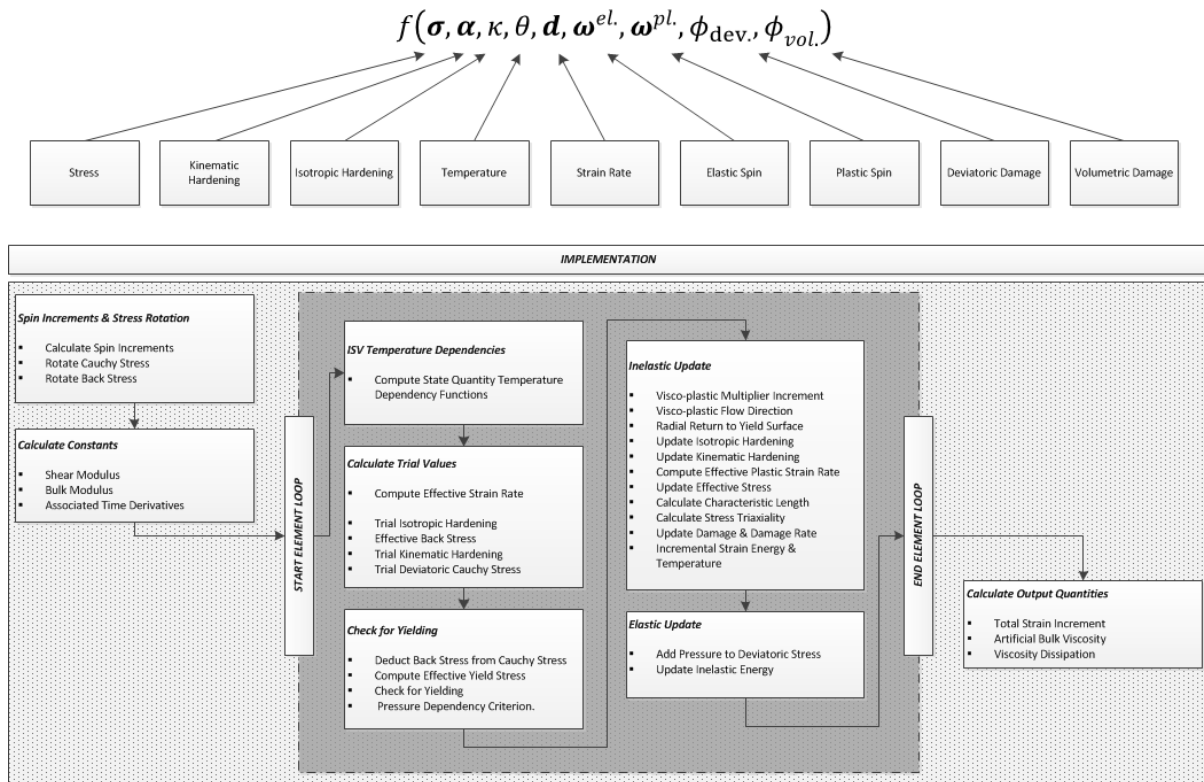 f(σ, α, κ, θ, d, ω^{el.}, ω^{pl.}, ϕ_{dev.}, ϕ_{vol.})
Stress
Kinematic
Hardening
Isotropic Hardening
Temperature
Strain Rate
Elastic Spin
Plastic Spin
Deviatoric Damage
Volumetric Damage
IMPLEMENTATION
Spin Increments & Stress Rotation
▪ Calculate Spin Increments
▪ Rotate Cauchy Stress
▪ Rotate Back Stress
Calculate Constants
▪ Shear Modulus
▪ Bulk Modulus
▪ Associated Time Derivatives
START ELEMENT LOOP
ISV Temperature Dependencies
▪ Compute State Quantity Temperature
Dependency Functions
Calculate Trial Values
▪ Compute Effective Strain Rate
▪ Trial Isotropic Hardening
▪ Effective Back Stress
▪ Trial Kinematic Hardening
▪ Trial Deviatoric Cauchy Stress
Check for Yielding
▪ Deduct Back Stress from Cauchy Stress
▪ Compute Effective Yield Stress
▪ Check for Yielding
▪ Pressure Dependency Criterion.
Inelastic Update
▪ Visco-plastic Multiplier Increment
▪ Visco-plastic Flow Direction
▪ Radial Return to Yield Surface
▪ Update Isotropic Hardening
▪ Update Kinematic Hardening
▪ Compute Effective Plastic Strain Rate
▪ Update Effective Stress
▪ Calculate Characteristic Length
▪ Calculate Stress Triaxiality
▪ Update Damage & Damage Rate
▪ Incremental Strain Energy &
Temperature
Elastic Update
▪ Add Pressure to Deviatoric Stress
▪ Update Inelastic Energy
END ELEMENT LOOP
Calculate Output Quantities
▪ Total Strain Increment
▪ Artificial Bulk Viscosity
▪ Viscosity Dissipation